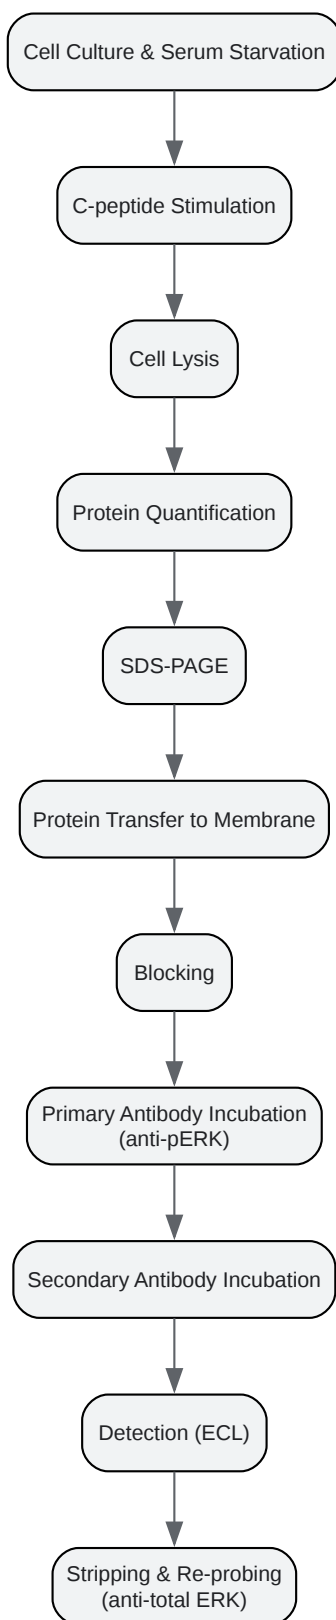 Cell Culture & Serum Starvation
C-peptide Stimulation
Cell Lysis
Protein Quantification
SDS-PAGE
Protein Transfer to Membrane
Blocking
Primary Antibody Incubation
(anti-pERK)
Secondary Antibody Incubation
Detection (ECL)
Stripping & Re-probing
(anti-total ERK)